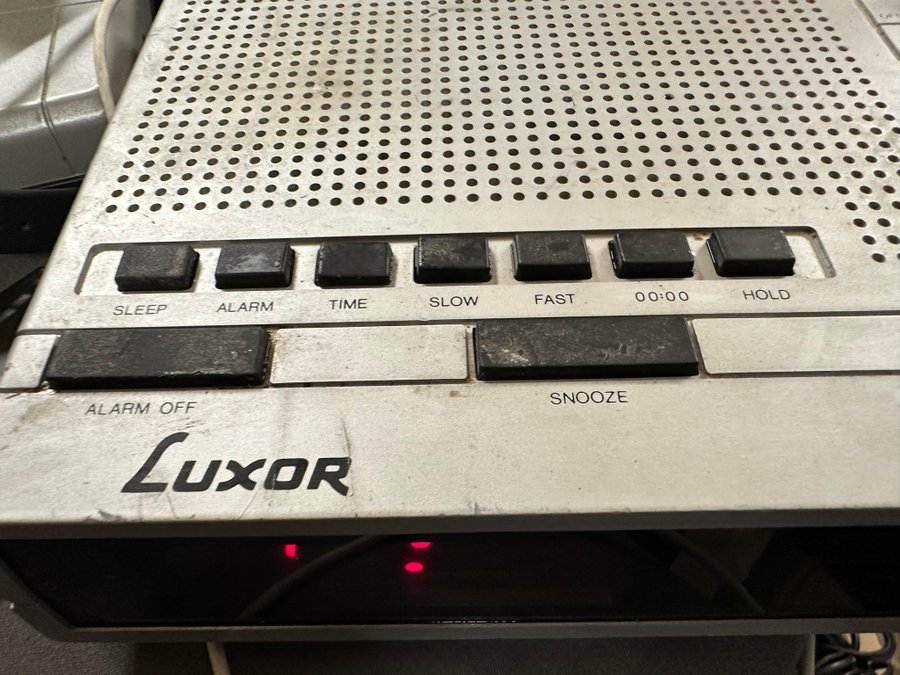 SLEEP ALARM TIME SLOW FAST 00:00 HOLD
ALARM OFF SNOOZE
LUXOR